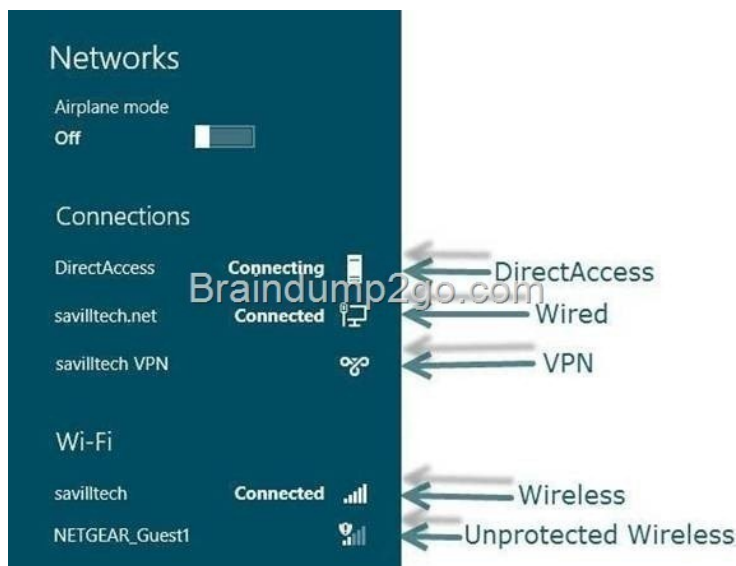 Networks
Airplane mode
Off
Connections
DirectAccess Connecting DirectAccess
Braindump2go.com
savilltech.net Connected Wired
savilltech VPN VPN
Wi-Fi
savilltech Connected Wireless
NETGEAR_Guest1 Unprotected Wireless